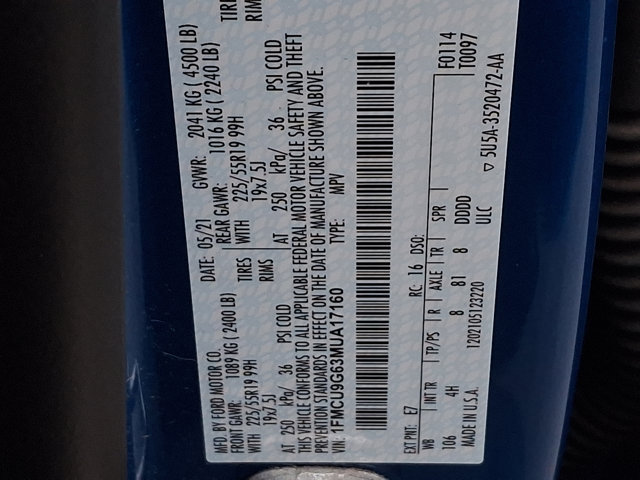 MFD. BY FORD MOTOR CO.
DATE: 05/21 GVWR: 2041 KG ( 4500 LB)
FRONT GAWR: 1089 KG ( 2400 LB) REAR GAWR: 1016 KG ( 2240 LB)
WITH 225/55R19 99H TIRES WITH 225/55R19 99H TIRE
19x7.5J RIMS 19x7.5J RIMS
AT 250 kPa/ 36 PSI COLD AT 250 kPa/ 36 PSI COLD
THIS VEHICLE CONFORMS TO ALL APPLICABLE FEDERAL MOTOR VEHICLE SAFETY AND THEFT
PREVENTION STANDARDS IN EFFECT ON THE DATE OF MANUFACTURE SHOWN ABOVE.
VIN: 1FMCU9G63MUA17160 TYPE: MPV
F0114
T0097
EXT PNT: E7 RC: 16 DSO:
WB INT TR TP/PS R AXLE TR SPR
106 4H 8 81 8 DDDD
MADE IN U.S.A. 12021051232​20 ULC
▽ 5U5A-3520472-AA